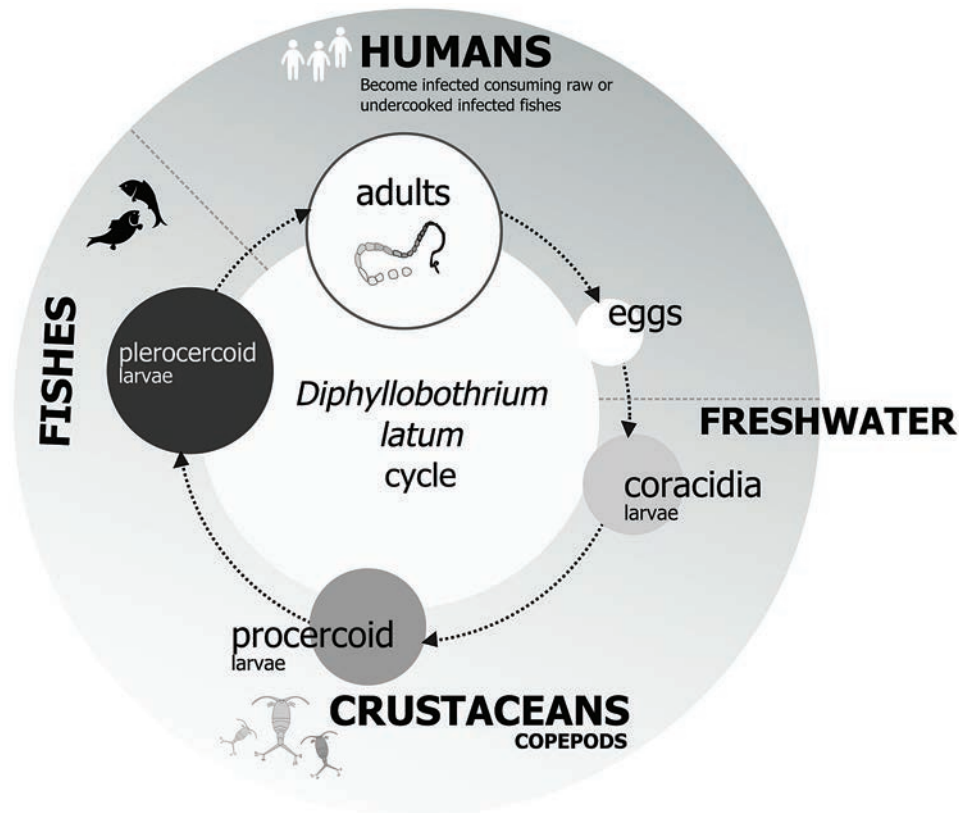 HUMANS
Become infected consuming raw or
undercooked infected fishes
adults
eggs
FISHES
plerocercoid
larvae
Diphyllobothrium
latum
cycle
FRESHWATER
coracidia
larvae
procercoid
larvae
CRUSTACEANS
COPEPODS